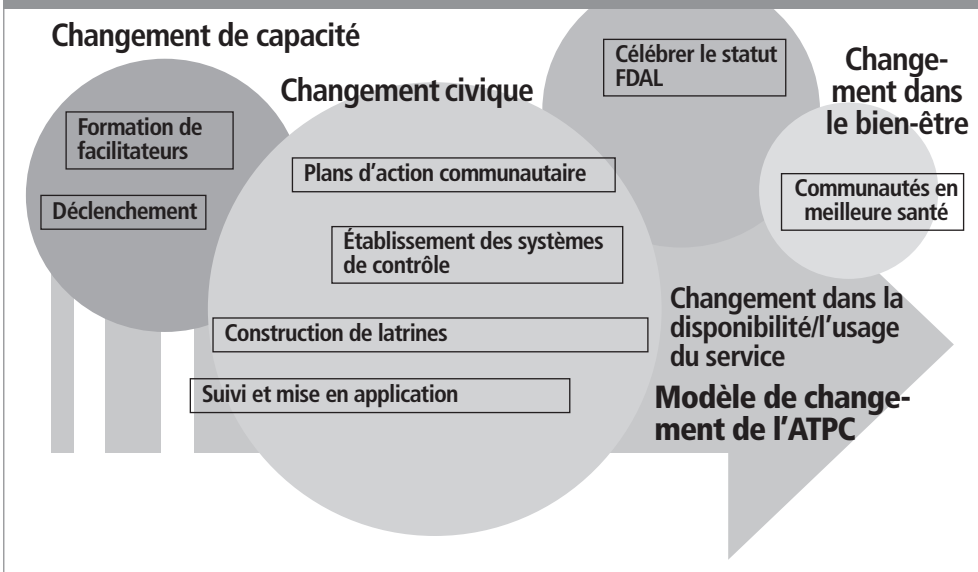 Changement de capacité
Formation de
facilitateurs
Déclenchement
Changement civique
Plans d'action communautaire
Établissement des systèmes
de contrôle
Construction de latrines
Suivi et mise en application
Célébrer le statut
FDAL
Changement dans la
disponibilité/l'usage
du service
Change-
ment dans
le bien-être
Communautés en
meilleure santé
Modèle de change-
ment de l'ATPC